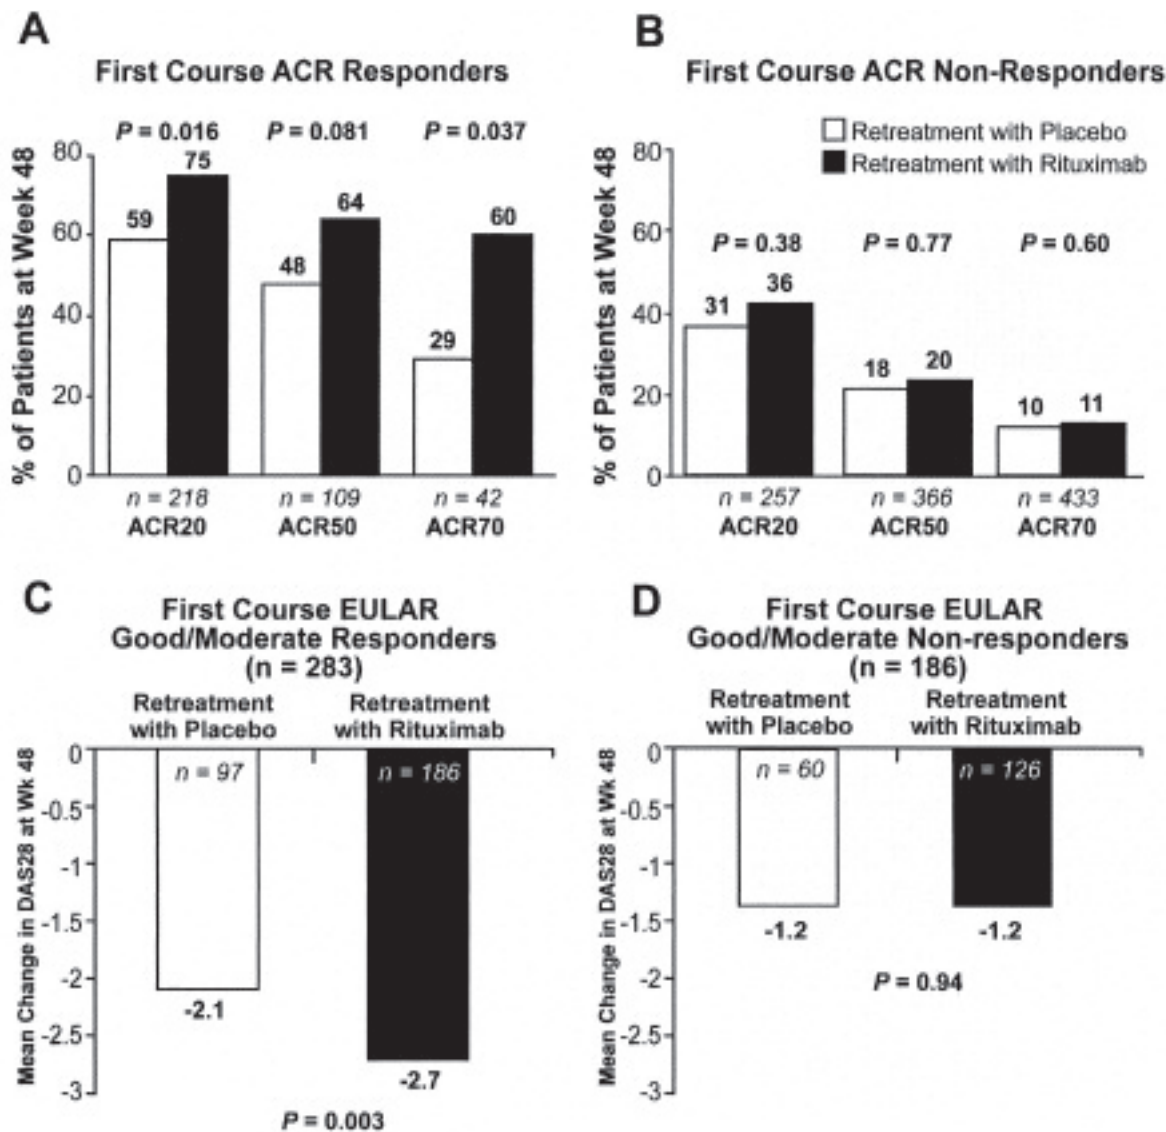 A
First Course ACR Responders
P = 0.016 P = 0.081 P = 0.037
% of Patients at Week 48
80
60
40
20
0
59 75
48 64
29 60
n = 218 n = 109 n = 42
ACR20 ACR50 ACR70
B
First Course ACR Non-Responders
Retreatment with Placebo
Retreatment with Rituximab
% of Patients at Week 48
80
60
40
20
0
P = 0.38 P = 0.77 P = 0.60
31 36
18 20
10 11
n = 257 n = 366 n = 433
ACR20 ACR50 ACR70
C
First Course EULAR
Good/Moderate Responders
(n = 283)
Retreatment
with Placebo
Retreatment
with Rituximab
Mean Change in DAS28 at Wk 48
0
-0.5
-1
-1.5
-2
-2.5
-3
n = 97
n = 186
-2.1
-2.7
P = 0.003
D
First Course EULAR
Good/Moderate Non-responders
(n = 186)
Retreatment
with Placebo
Retreatment
with Rituximab
Mean Change in DAS28 at Wk 48
0
-0.5
-1
-1.5
-2
-2.5
-3
n = 60
n = 126
-1.2
-1.2
P = 0.94